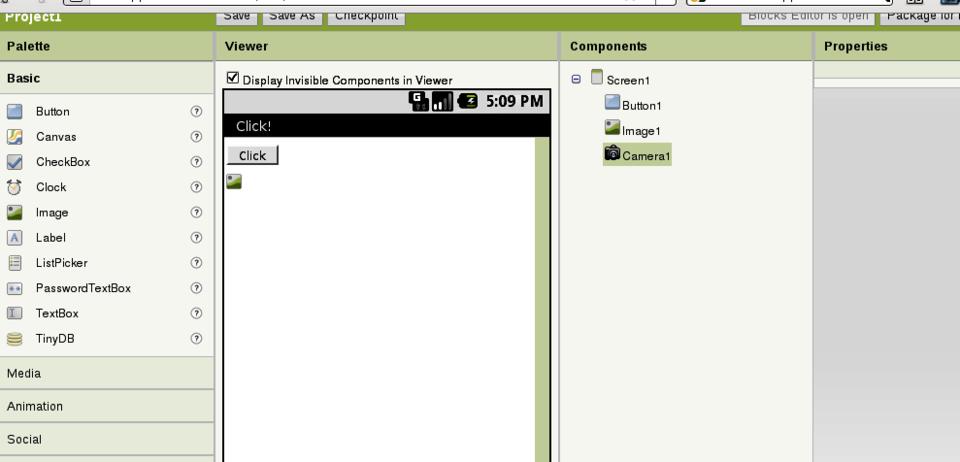 Project1 Save Save As Checkpoint Blocks Editor is open Package for
Palette Viewer Components Properties
Basic
Display Invisible Components in Viewer
Screen1
5:09 PM
Button ?
Button1
Click!
Canvas ?
Image1
Click
CheckBox ?
Camera1
Clock ?
Image ?
Label ?
ListPicker ?
PasswordTextBox ?
TextBox ?
TinyDB ?
Media
Animation
Social